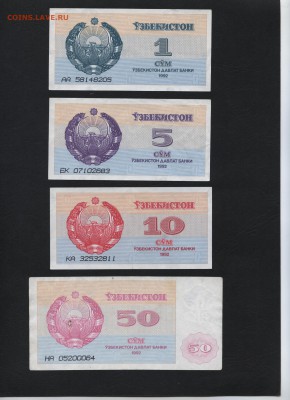 COINS.LAVE.RU
ЎЗБЕКИСТОН
1
СЎМ
ЎЗБЕКИСТОН ДАВЛАТ БАНКИ
1992
АА 58148205
ЎЗБЕКИСТОН
5
СЎМ
ЎЗБЕКИСТОН ДАВЛАТ БАНКИ
1992
ЕК 07102883
ЎЗБЕКИСТОН
10
СЎМ
ЎЗБЕКИСТОН ДАВЛАТ БАНКИ
1992
КА 32532811
ЎЗБЕКИСТОН
50
СЎМ
ЎЗБЕКИСТОН ДАВЛАТ БАНКИ
1992
НА 05200064
50